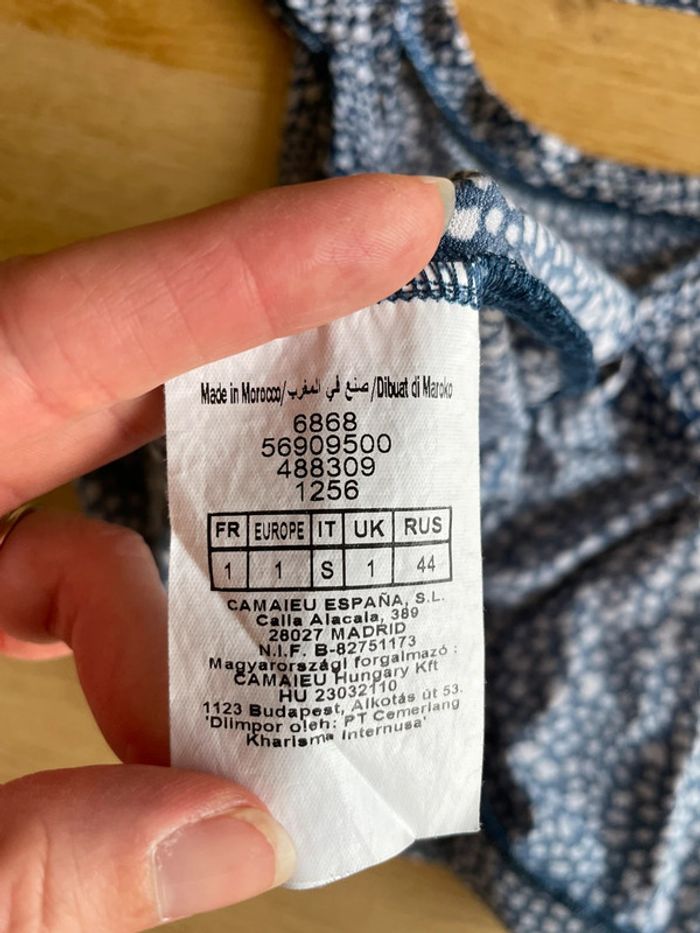 Made in Morocco/صنع في المغرب/Dibuat di Maroko
6868
56909500
488309
1256
FR EUROPE IT UK RUS
1 1 S 1 44
CAMAIEU ESPAÑA, S.L.
Calla Alacala, 389
28027 MADRID
N.I.F. B-82751173
Magyarországl forgalmazó :
CAMAIEU Hungary Kft
HU 23032110
1123 Budapest, Alkotás út 53.
'Dlimpor oleh: PT Cemerlang
Kharisma Internusa'